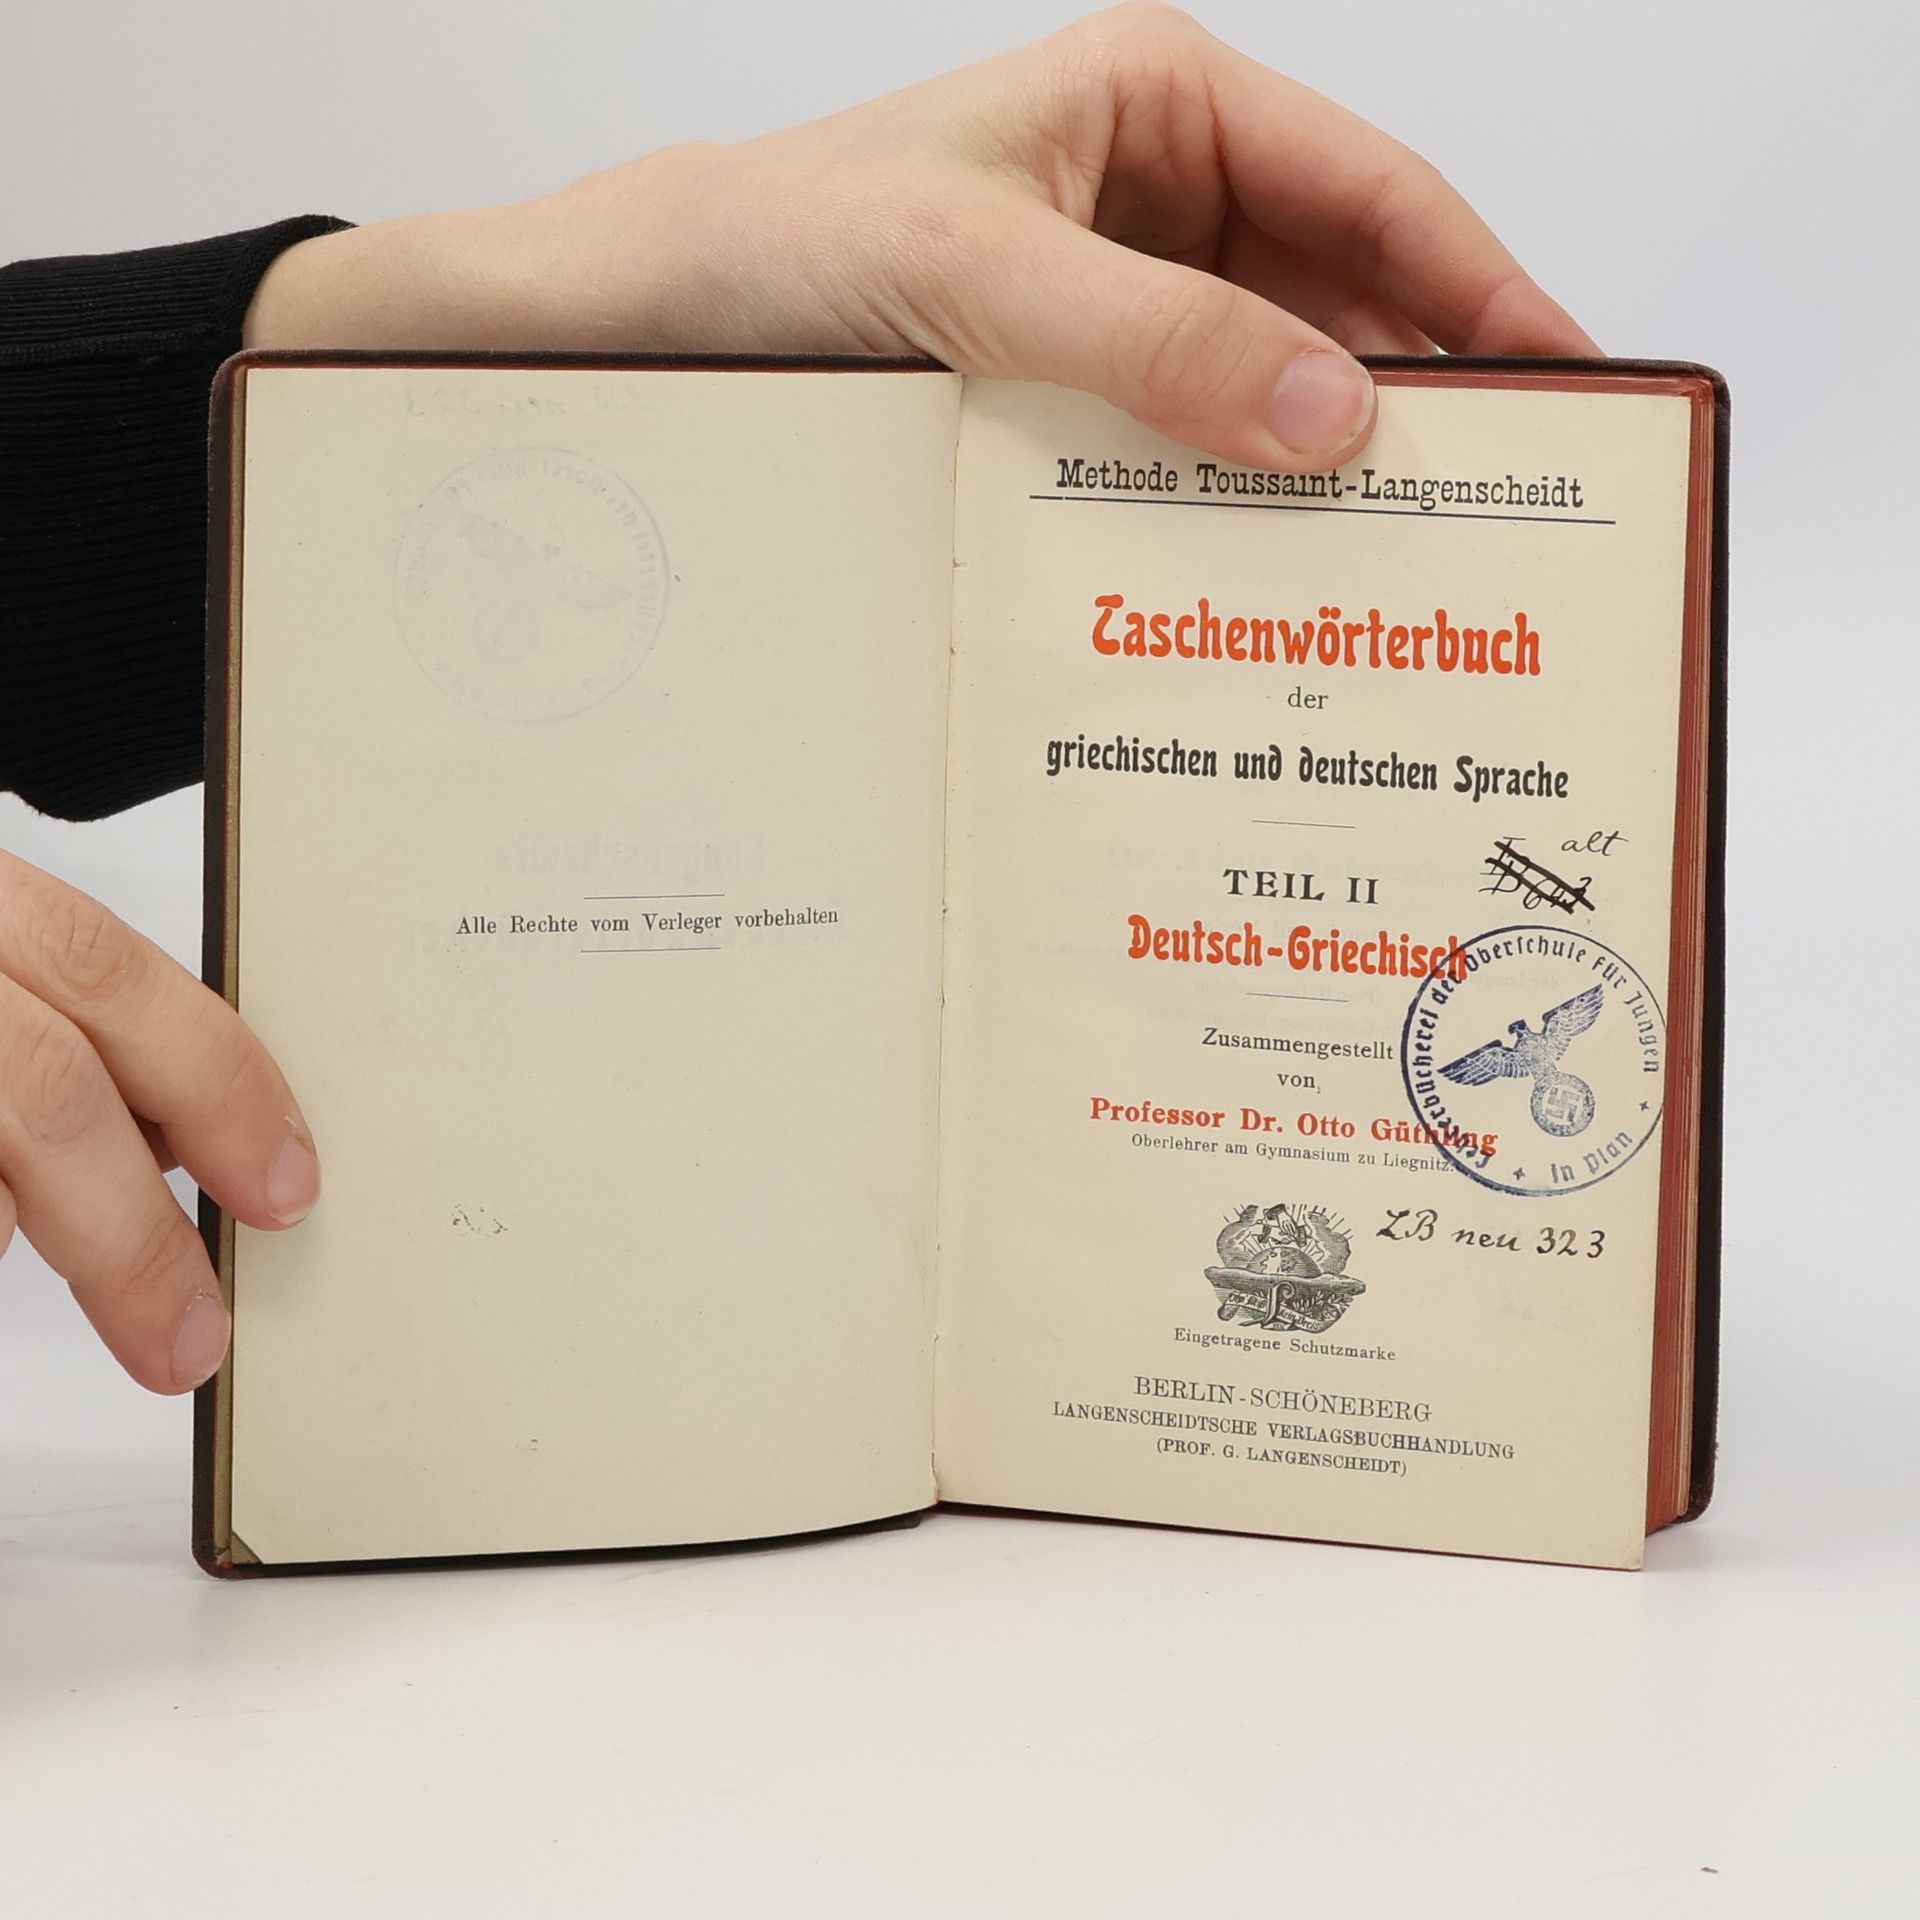 Alle Rechte vom Verleger vorbehalten
Methode Toussaint-Langenscheidt
Taschenwörterbuch
der
griechischen und deutschen Sprache
alt
TEIL II
Deutsch-Griechisch
Zusammengestellt
von
Professor Dr. Otto Güthling
Oberlehrer am Gymnasium zu Liegnitz.
Lehrerbücherei der Oberschule für Jungen
in Plan
LB neu 323
Eingetragene Schutzmarke
BERLIN-SCHÖNEBERG
LANGENSCHEIDTSCHE VERLAGSBUCHHANDLUNG
(PROF. G. LANGENSCHEIDT)